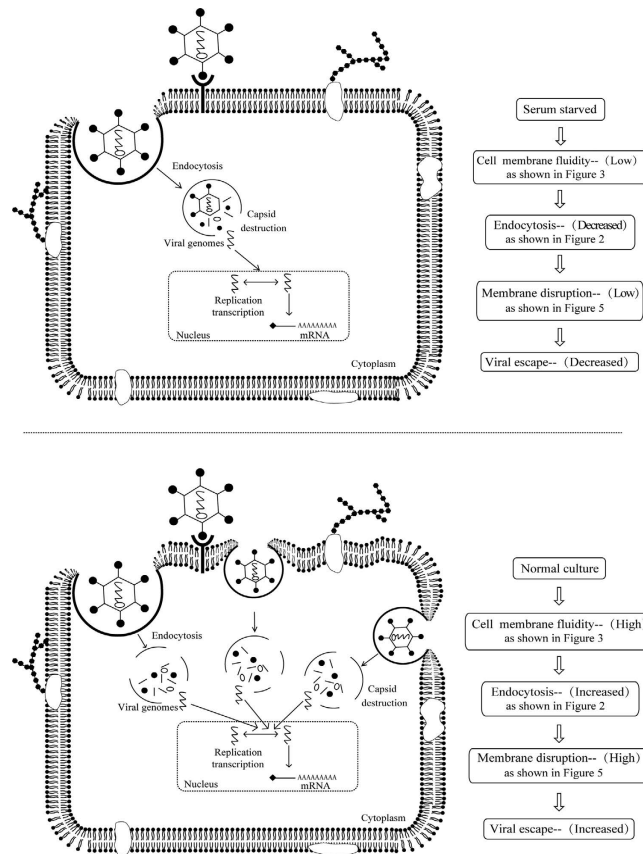 Endocytosis
Capsid
destruction
Viral genomes
Replication
transcription
Nucleus
AAAAAAAAA
mRNA
Cytoplasm
Serum starved
Cell membrane fluidity-- (Low)
as shown in Figure 3
Endocytosis-- (Decreased)
as shown in Figure 2
Membrane disruption-- (Low)
as shown in Figure 5
Viral escape-- (Decreased)
Endocytosis
Viral genomes
Capsid
destruction
Replication
transcription
Nucleus
AAAAAAAAA
mRNA
Cytoplasm
Normal culture
Cell membrane fluidity-- (High)
as shown in Figure 3
Endocytosis-- (Increased)
as shown in Figure 2
Membrane disruption-- (High)
as shown in Figure 5
Viral escape-- (Increased)